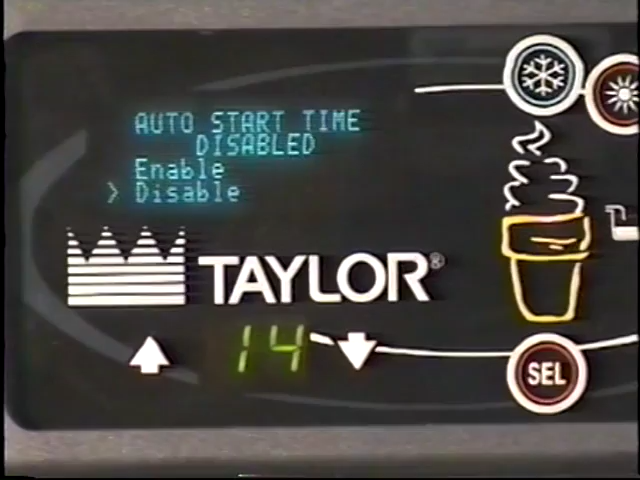 AUTO START TIME
DISABLED
Enable
> Disable
TAYLOR®
14
SEL